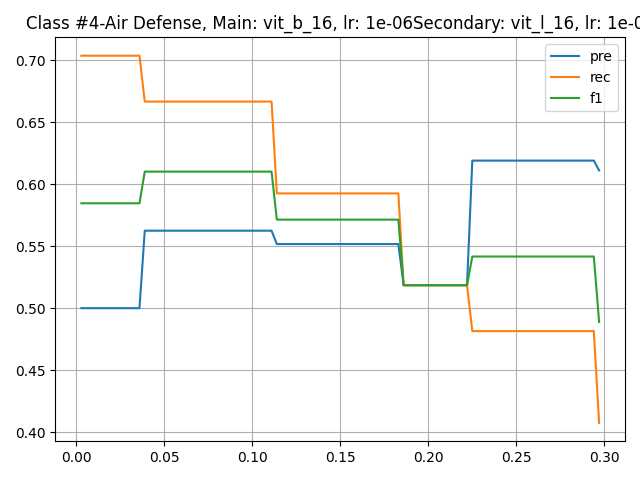 Class #4-Air Defense, Main: vit_b_16, lr: 1e-06Secondary: vit_l_16, lr: 1e-0
pre
rec
f1
0.70
0.65
0.60
0.55
0.50
0.45
0.40
0.00 0.05 0.10 0.15 0.20 0.25 0.30